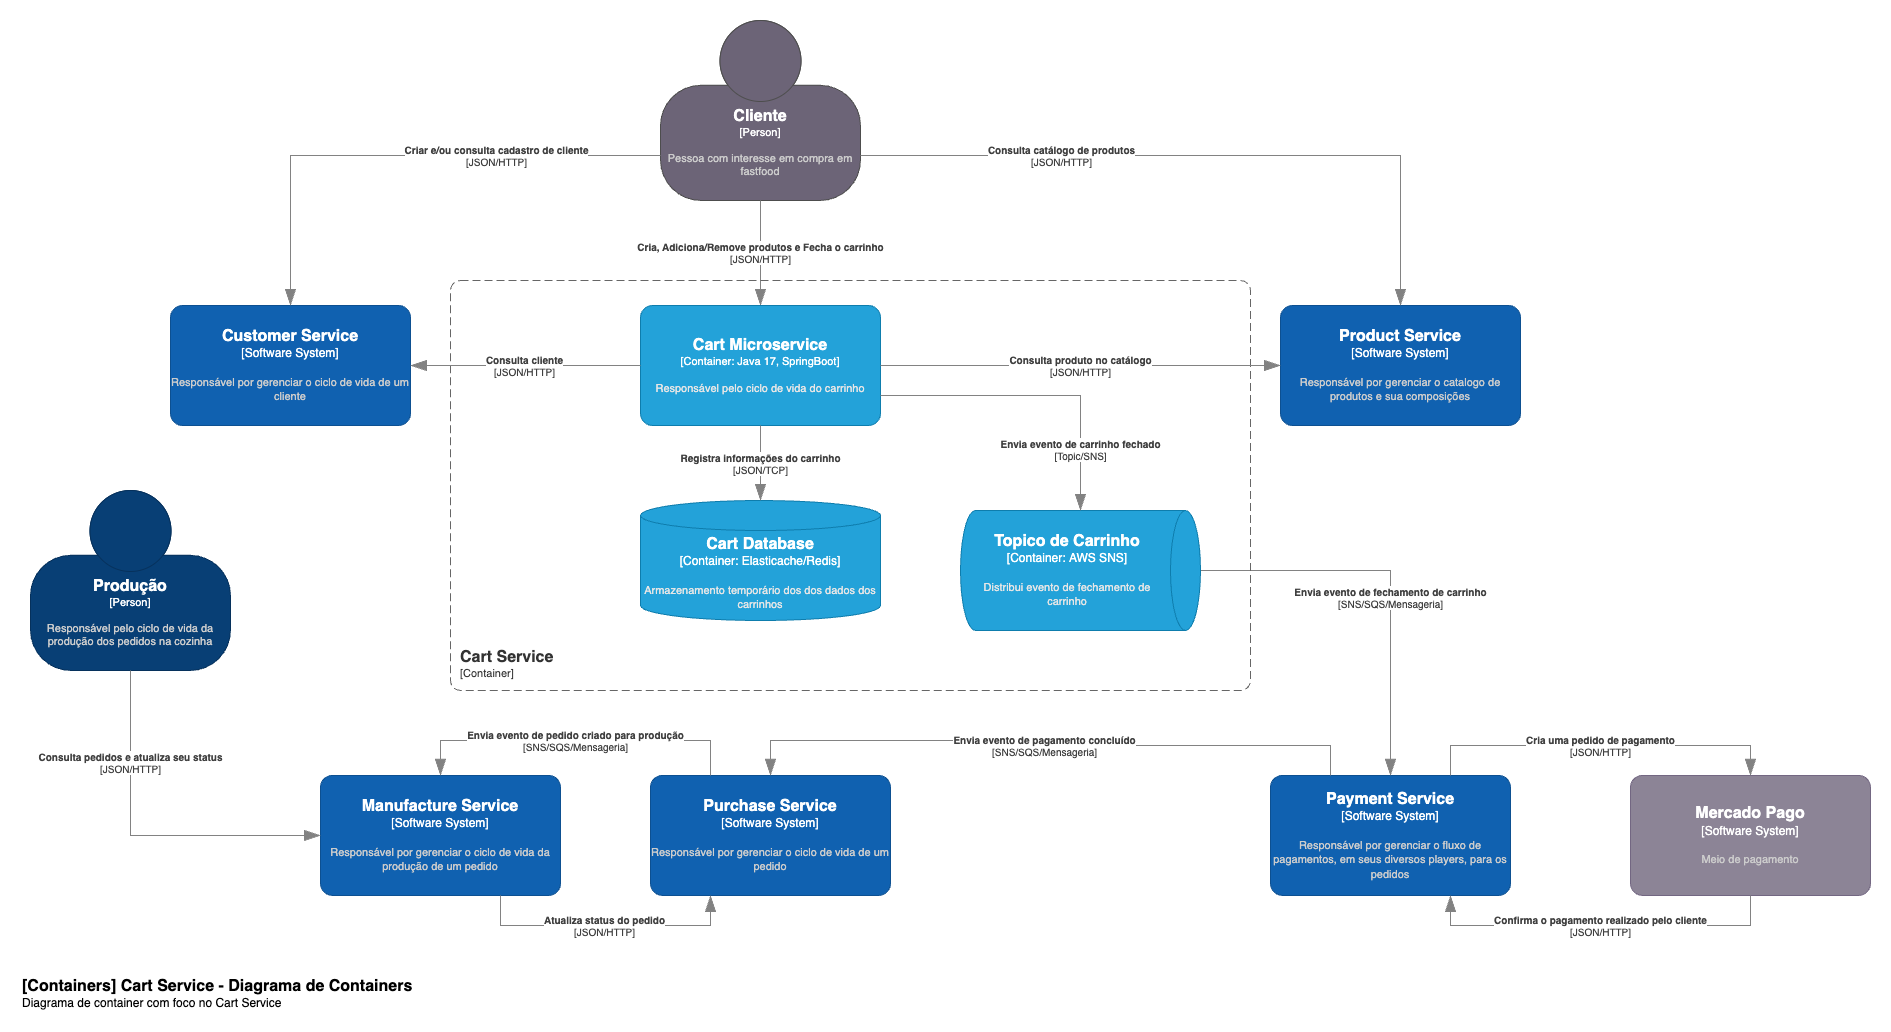 Cliente
[Person]
Pessoa com interesse em compra em
fastfood
Criar e/ou consulta cadastro de cliente
[JSON/HTTP]
Consulta catálogo de produtos
[JSON/HTTP]
Cria, Adiciona/Remove produtos e Fecha o carrinho
[JSON/HTTP]
Customer Service
[Software System]
Responsável por gerenciar o ciclo de vida de um
cliente
Consulta cliente
[JSON/HTTP]
Cart Microservice
[Container: Java 17, SpringBoot]
Responsável pelo ciclo de vida do carrinho
Consulta produto no catálogo
[JSON/HTTP]
Product Service
[Software System]
Responsável por gerenciar o catalogo de
produtos e sua composições
Registra informações do carrinho
[JSON/TCP]
Envia evento de carrinho fechado
[Topic/SNS]
Cart Database
[Container: Elasticache/Redis]
Armazenamento temporário dos dos dados dos
carrinhos
Topico de Carrinho
[Container: AWS SNS]
Distribui evento de fechamento de
carrinho
Envia evento de fechamento de carrinho
[SNS/SQS/Mensageria]
Produção
[Person]
Responsável pelo ciclo de vida da
produção dos pedidos na cozinha
Cart Service
[Container]
Consulta pedidos e atualiza seu status
[JSON/HTTP]
Envia evento de pedido criado para produção
[SNS/SQS/Mensageria]
Envia evento de pagamento concluído
[SNS/SQS/Mensageria]
Cria uma pedido de pagamento
[JSON/HTTP]
Manufacture Service
[Software System]
Responsável por gerenciar o ciclo de vida da
produção de um pedido
Purchase Service
[Software System]
Responsável por gerenciar o ciclo de vida de um
pedido
Payment Service
[Software System]
Responsável por gerenciar o fluxo de
pagamentos, em seus diversos players, para os
pedidos
Mercado Pago
[Software System]
Meio de pagamento
Atualiza status do pedido
[JSON/HTTP]
Confirma o pagamento realizado pelo cliente
[JSON/HTTP]
[Containers] Cart Service - Diagrama de Containers
Diagrama de container com foco no Cart Service